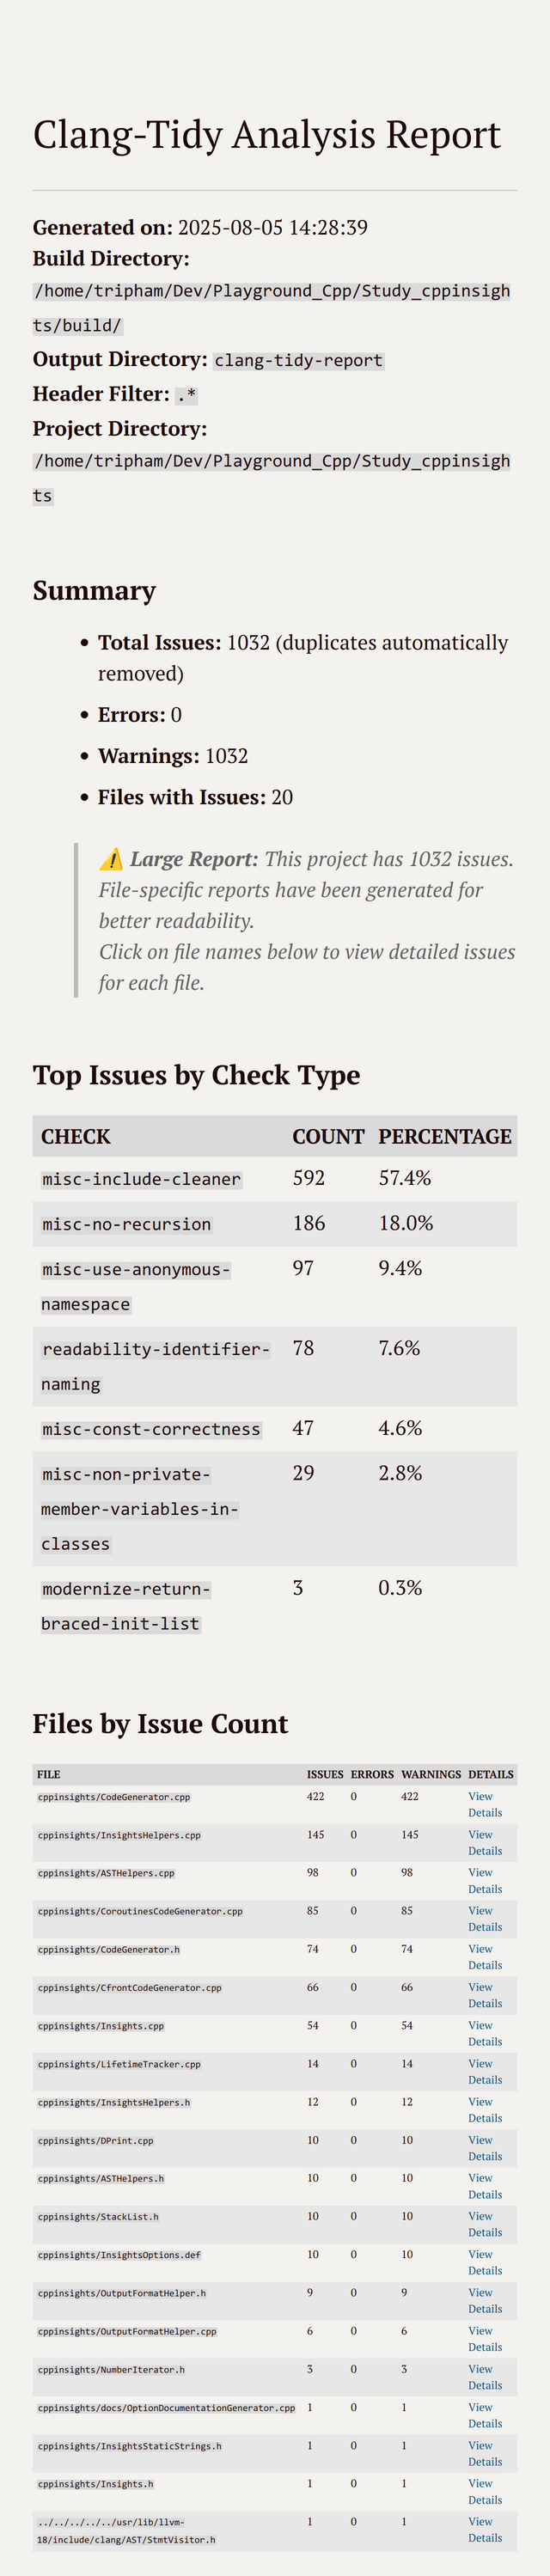 Clang-Tidy Analysis Report
Generated on: 2025-08-05 14:28:39
Build Directory:
/home/tripham/Dev/Playground_Cpp/Study_cppinsigh
ts/build/
Output Directory: clang-tidy-report
Header Filter: .*
Project Directory:
/home/tripham/Dev/Playground_Cpp/Study_cppinsigh
ts
Summary
• Total Issues: 1032 (duplicates automatically
removed)
• Errors: 0
• Warnings: 1032
• Files with Issues: 20
⚠️ Large Report: This project has 1032 issues.
File-specific reports have been generated for
better readability.
Click on file names below to view detailed issues
for each file.
Top Issues by Check Type
CHECK COUNT PERCENTAGE
misc-include-cleaner 592 57.4%
misc-no-recursion 186 18.0%
misc-use-anonymous- 97 9.4%
namespace
readability-identifier- 78 7.6%
naming
misc-const-correctness 47 4.6%
misc-non-private- 29 2.8%
member-variables-in-
classes
modernize-return- 3 0.3%
braced-init-list
Files by Issue Count
FILE ISSUES ERRORS WARNINGS DETAILS
cppinsights/CodeGenerator.cpp 422 0 422 View
Details
cppinsights/InsightsHelpers.cpp 145 0 145 View
Details
cppinsights/ASTHelpers.cpp 98 0 98 View
Details
cppinsights/CoroutinesCodeGenerator.cpp 85 0 85 View
Details
cppinsights/CodeGenerator.h 74 0 74 View
Details
cppinsights/CfrontCodeGenerator.cpp 66 0 66 View
Details
cppinsights/Insights.cpp 54 0 54 View
Details
cppinsights/LifetimeTracker.cpp 14 0 14 View
Details
cppinsights/InsightsHelpers.h 12 0 12 View
Details
cppinsights/DPrint.cpp 10 0 10 View
Details
cppinsights/ASTHelpers.h 10 0 10 View
Details
cppinsights/StackList.h 10 0 10 View
Details
cppinsights/InsightsOptions.def 10 0 10 View
Details
cppinsights/OutputFormatHelper.h 9 0 9 View
Details
cppinsights/OutputFormatHelper.cpp 6 0 6 View
Details
cppinsights/NumberIterator.h 3 0 3 View
Details
cppinsights/docs/OptionDocumentationGenerator.cpp 1 0 1 View
Details
cppinsights/InsightsStaticStrings.h 1 0 1 View
Details
cppinsights/Insights.h 1 0 1 View
Details
../../../../../usr/lib/llvm- 1 0 1 View
18/include/clang/AST/StmtVisitor.h Details